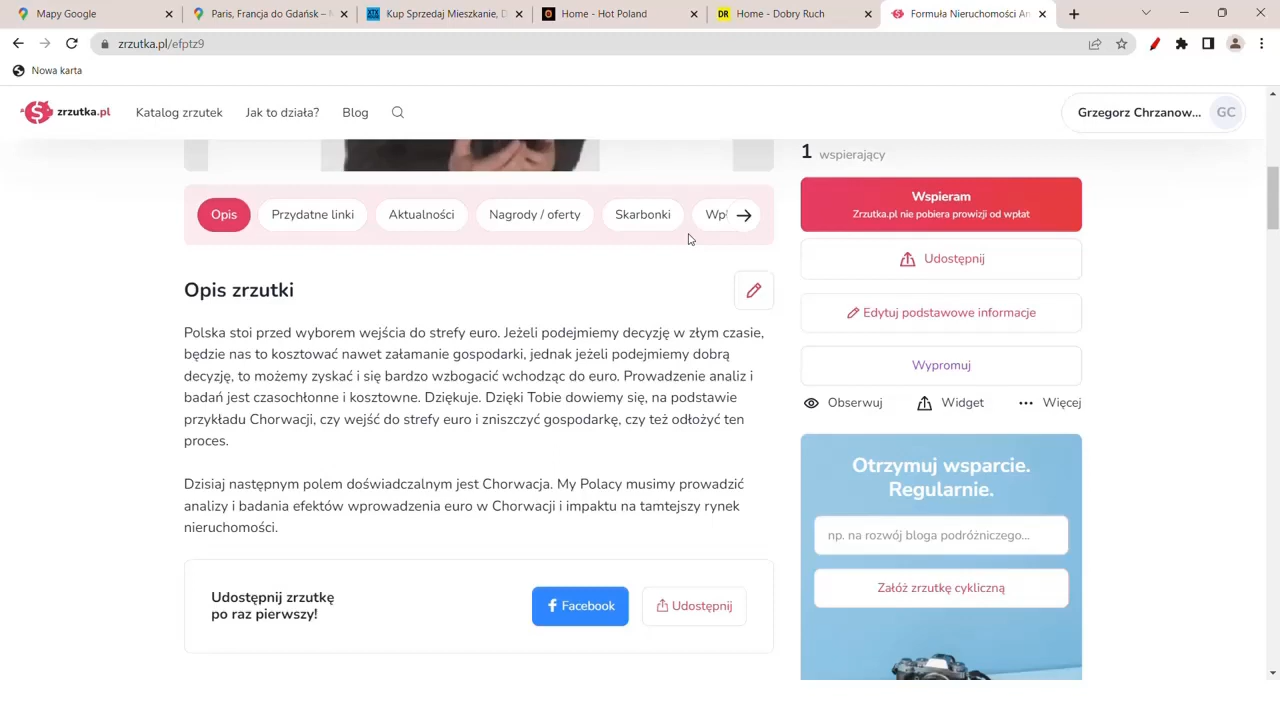 Mapy Google
Paris, Francja do Gdańsk –
Kup Sprzedaj Mieszkanie, D
Home - Hot Poland
DR
Home - Dobry Ruch
Formuła Nieruchomości An
zrzutka.pl/efptz9
Nowa karta
zrzutka.pl
Katalog zrzutek
Jak to działa?
Blog
Grzegorz Chrzanow...
GC
1 wspierający
Opis
Przydatne linki
Aktualności
Nagrody / oferty
Skarbonki
Wpł
Wspieram
Zrzutka.pl nie pobiera prowizji od wpłat
Udostępnij
Edytuj podstawowe informacje
Wypromuj
Obserwuj
Widget
Więcej
Opis zrzutki
Polska stoi przed wyborem wejścia do strefy euro. Jeżeli podejmiemy decyzję w złym czasie,
będzie nas to kosztować nawet załamanie gospodarki, jednak jeżeli podejmiemy dobrą
decyzję, to możemy zyskać i się bardzo wzbogacić wchodząc do euro. Prowadzenie analiz i
badań jest czasochłonne i kosztowne. Dziękuje. Dzięki Tobie dowiemy się, na podstawie
przykładu Chorwacji, czy wejść do strefy euro i zniszczyć gospodarkę, czy też odłożyć ten
proces.
Dzisiaj następnym polem doświadczalnym jest Chorwacja. My Polacy musimy prowadzić
analizy i badania efektów wprowadzenia euro w Chorwacji i impaktu na tamtejszy rynek
nieruchomości.
Udostępnij zrzutkę
po raz pierwszy!
Facebook
Udostępnij
Otrzymuj wsparcie.
Regularnie.
np. na rozwój bloga podróżniczego...
Załóż zrzutkę cykliczną